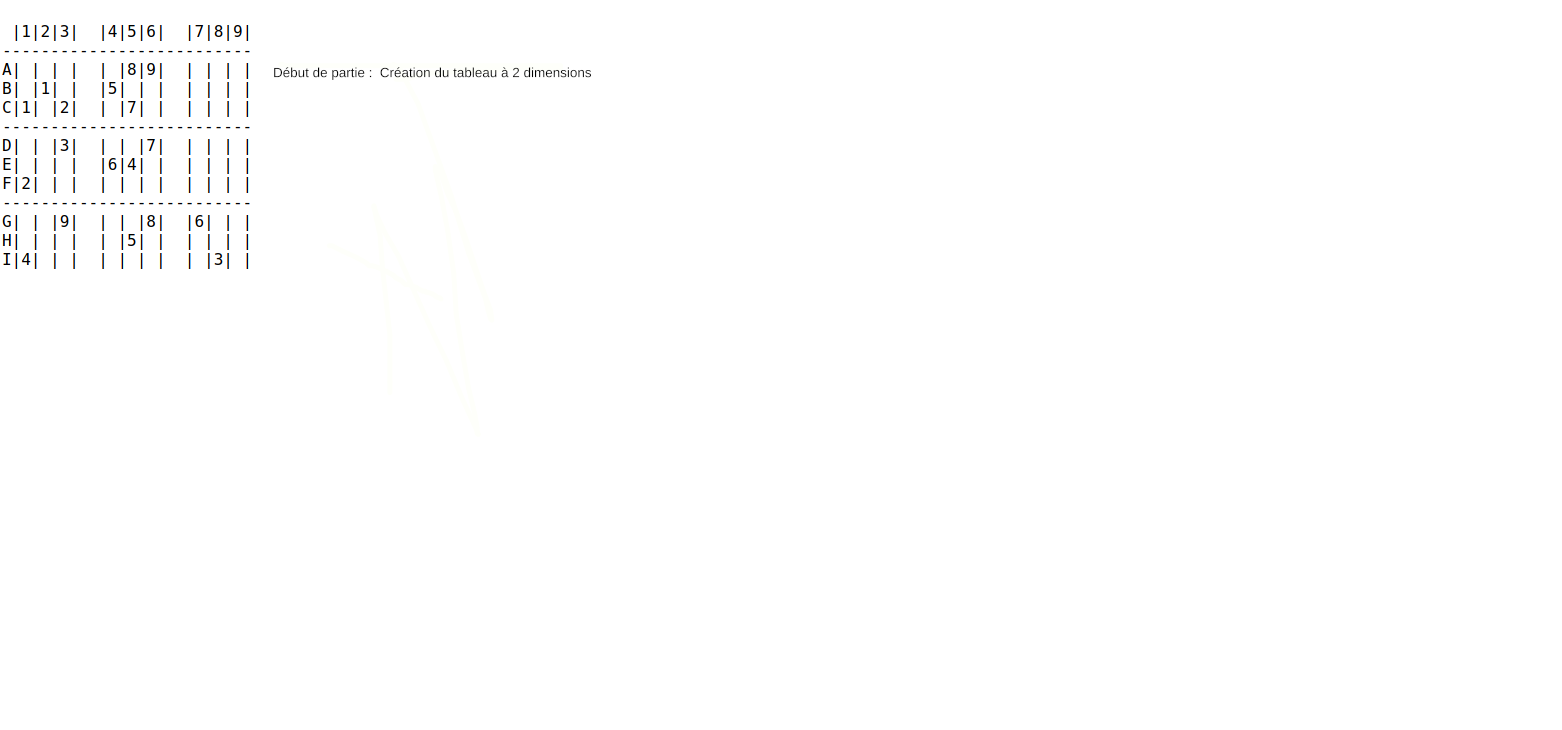 |1|2|3|  |4|5|6|  |7|8|9|
--------------------------
A| | | |  | |8|9|  | | | |
Début de partie :  Création du tableau à 2 dimensions
B| |1| |  |5| | |  | | | |
C|1| |2|  | |7| |  | | | |
--------------------------
D| | |3|  | | |7|  | | | |
E| | | |  |6|4| |  | | | |
F|2| | |  | | | |  | | | |
--------------------------
G| | |9|  | | |8|  |6| | |
H| | | |  | |5| |  | | | |
I|4| | |  | | | |  | |3| |